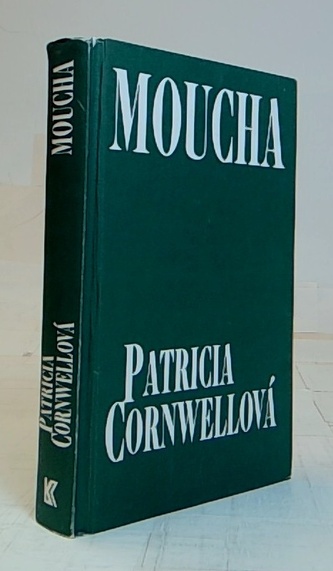 MOUCHA
PATRICIA
CORNWELLOVÁ
MOUCHA
PATRICIA
CORNWELLOVÁ
K